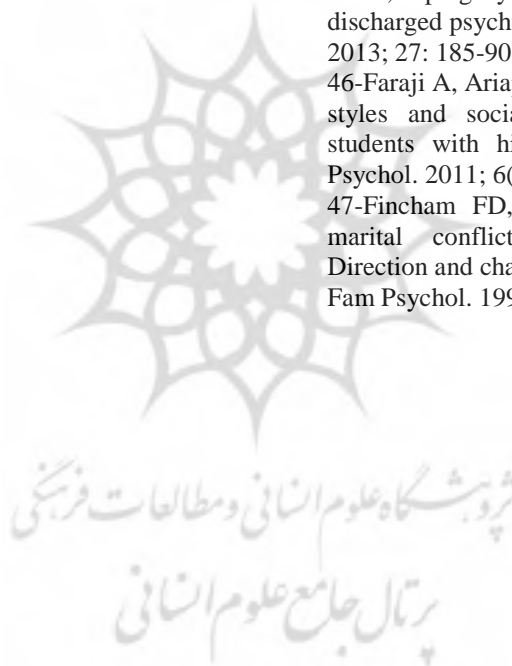 discharged psych
2013; 27: 185-90
46-Faraji A, Aria
styles and socia
students with hi
Psychol. 2011; 6(
47-Fincham FD,
marital conflict
Direction and cha
Fam Psychol. 199
پژوهشگاه علوم انسانی و مطالعات فرهنگی
پرتال جامع علوم انسانی